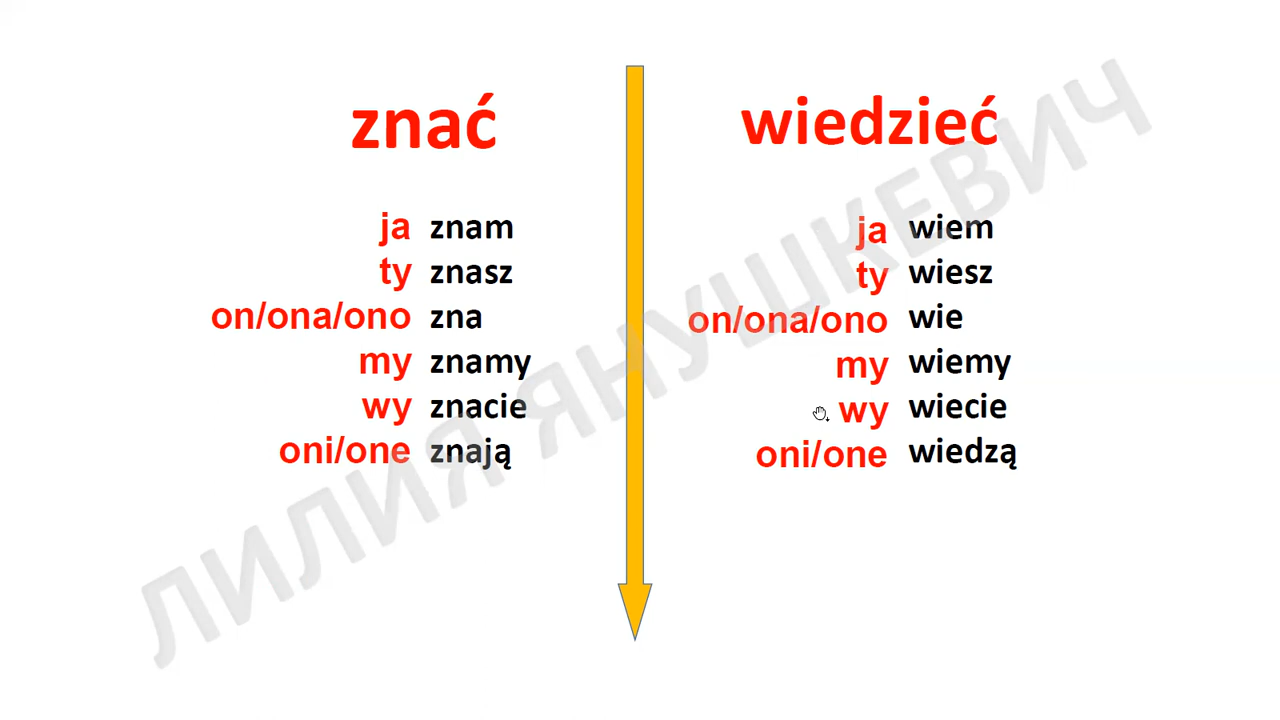 znać
ja znam
ty znasz
on/ona/ono zna
my znamy
wy znacie
oni/one znają
wiedzieć
ja wiem
ty wiesz
on/ona/ono wie
my wiemy
wy wiecie
oni/one wiedzą
ЛИЛИЯ ЯНУШКЕВИЧ